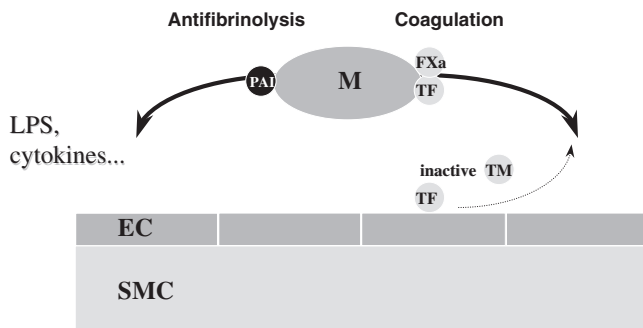 Antifibrinolysis
Coagulation
PAI
M
FXa
TF
LPS,
cytokines...
inactive
TM
TF
EC
SMC